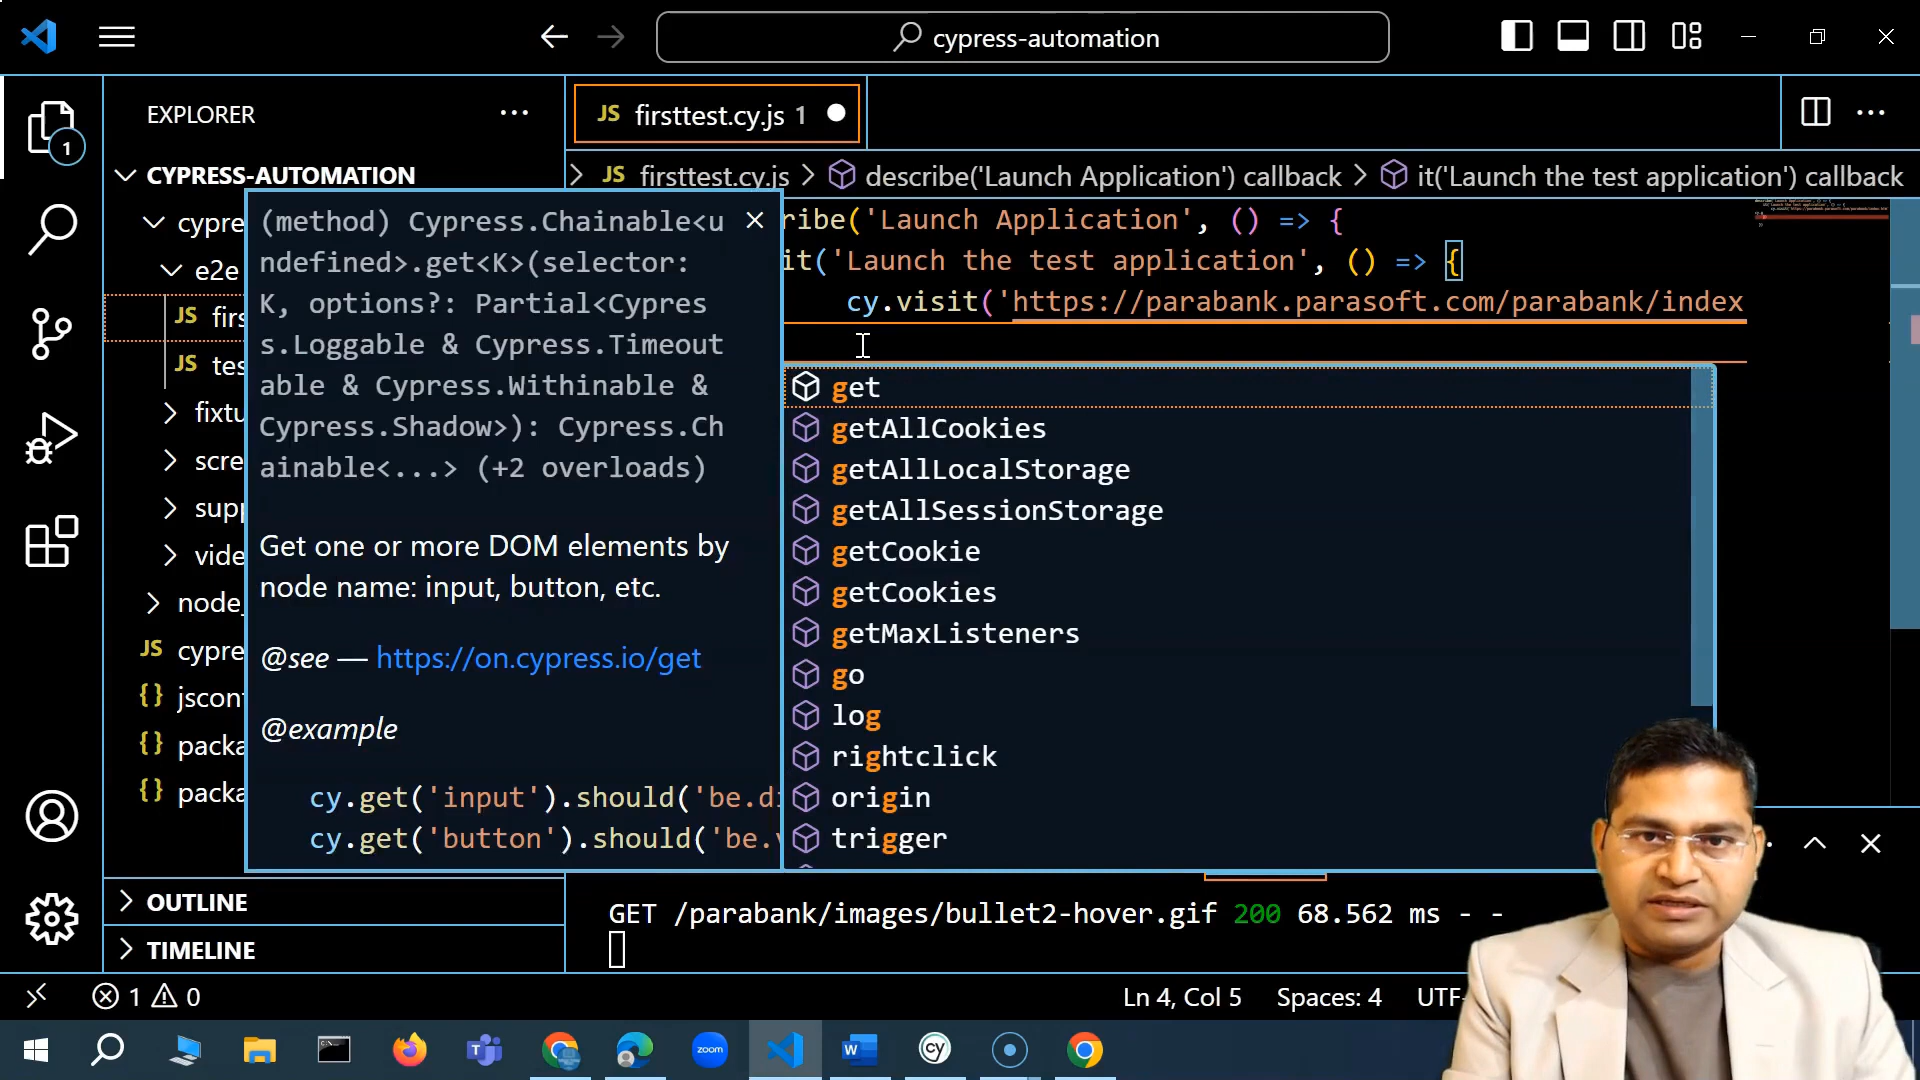 cypress-automation
EXPLORER
firsttest.cy.js 1
JS firsttest.cy.js > describe('Launch Application') callback > it('Launch the test application') callback
CYPRESS-AUTOMATION
cypre
e2e
JS firs
JS tes
fixtu
scre
supp
vide
node_
JS cypre
{} jscon
{} packa
{} packa
OUTLINE
TIMELINE
(method) Cypress.Chainable<u
ndefined>.get<K>(selector:
K, options?: Partial<Cypres
s.Loggable & Cypress.Timeout
able & Cypress.Withinable &
Cypress.Shadow>): Cypress.Ch
ainable<...> (+2 overloads)
Get one or more DOM elements by
node name: input, button, etc.
@see — https://on.cypress.io/get
@example
cy.get('input').should('be.di
cy.get('button').should('be.v
ribe('Launch Application', () => {
it('Launch the test application', () => {
cy.visit('https://parabank.parasoft.com/parabank/index
get
getAllCookies
getAllLocalStorage
getAllSessionStorage
getCookie
getCookies
getMaxListeners
go
log
rightclick
origin
trigger
GET /parabank/images/bullet2-hover.gif 200 68.562 ms - -
1 0
Ln 4, Col 5
Spaces: 4
UTF-
zoom
W
cy